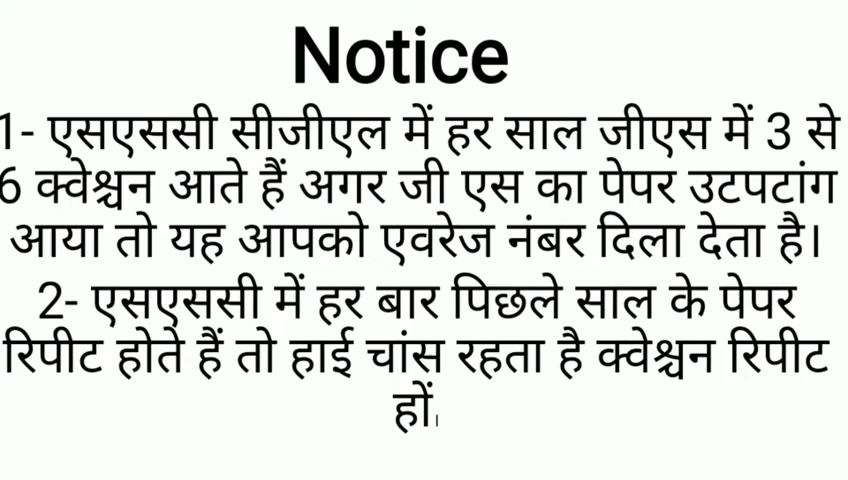 Notice
1- एसएससी सीजीएल में हर साल जीएस में 3 से
6 क्वेश्चन आते हैं अगर जी एस का पेपर उटपटांग
आया तो यह आपको एवरेज नंबर दिला देता है।
2- एसएससी में हर बार पिछले साल के पेपर
रिपीट होते हैं तो हाई चांस रहता है क्वेश्चन रिपीट
हों।